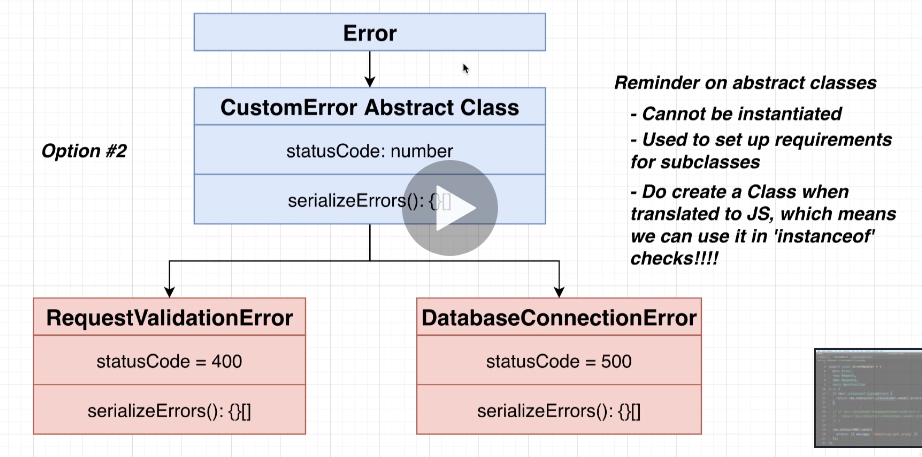 Error
CustomError Abstract Class
statusCode: number
serializeErrors(): {}[]
Option #2
Reminder on abstract classes
- Cannot be instantiated
- Used to set up requirements
for subclasses
- Do create a Class when
translated to JS, which means
we can use it in 'instanceof'
checks!!!!
RequestValidationError
statusCode = 400
serializeErrors(): {}[]
DatabaseConnectionError
statusCode = 500
serializeErrors(): {}[]